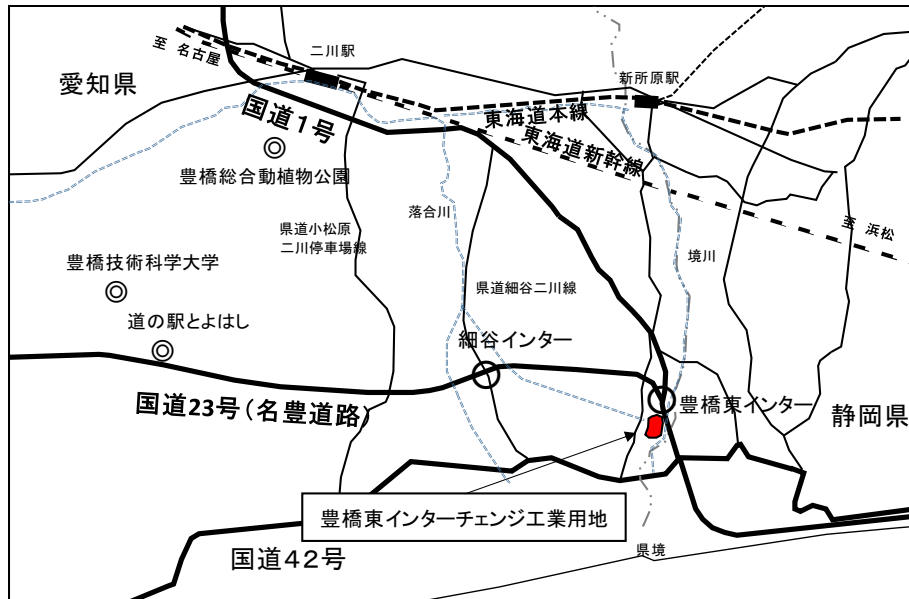 至 名古屋
二川駅
新所原駅
愛知県
国道1号
東海道本線
東海道新幹線
豊橋総合動植物公園
落合川
県道小松原
二川停車場線
至 浜松
境川
豊橋技術科学大学
県道細谷二川線
道の駅とよはし
細谷インター
国道23号(名豊道路)
豊橋東インター
静岡県
豊橋東インターチェンジ工業用地
国道42号
県境